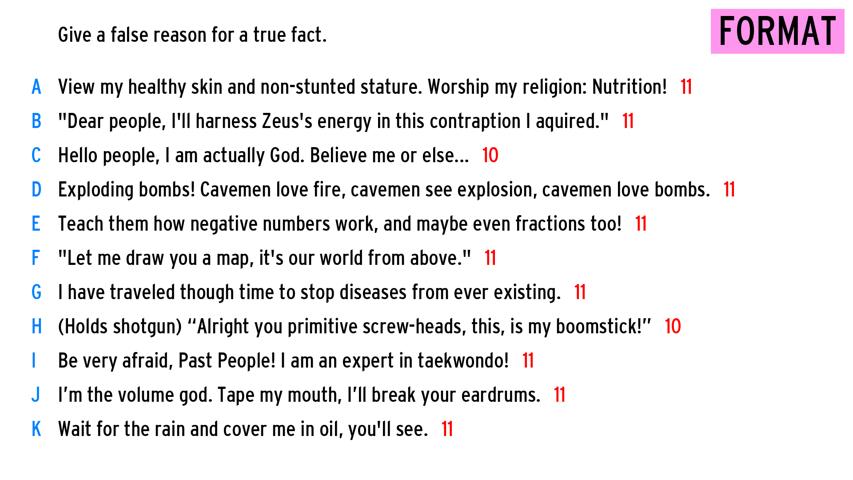 Give a false reason for a true fact.
FORMAT
A View my healthy skin and non-stunted stature. Worship my religion: Nutrition! 11
B "Dear people, I'll harness Zeus's energy in this contraption I aquired." 11
C Hello people, I am actually God. Believe me or else... 10
D Exploding bombs! Cavemen love fire, cavemen see explosion, cavemen love bombs. 11
E Teach them how negative numbers work, and maybe even fractions too! 11
F "Let me draw you a map, it's our world from above." 11
G I have traveled though time to stop diseases from ever existing. 11
H (Holds shotgun) “Alright you primitive screw-heads, this, is my boomstick!” 10
I Be very afraid, Past People! I am an expert in taekwondo! 11
J I’m the volume god. Tape my mouth, I’ll break your eardrums. 11
K Wait for the rain and cover me in oil, you'll see. 11